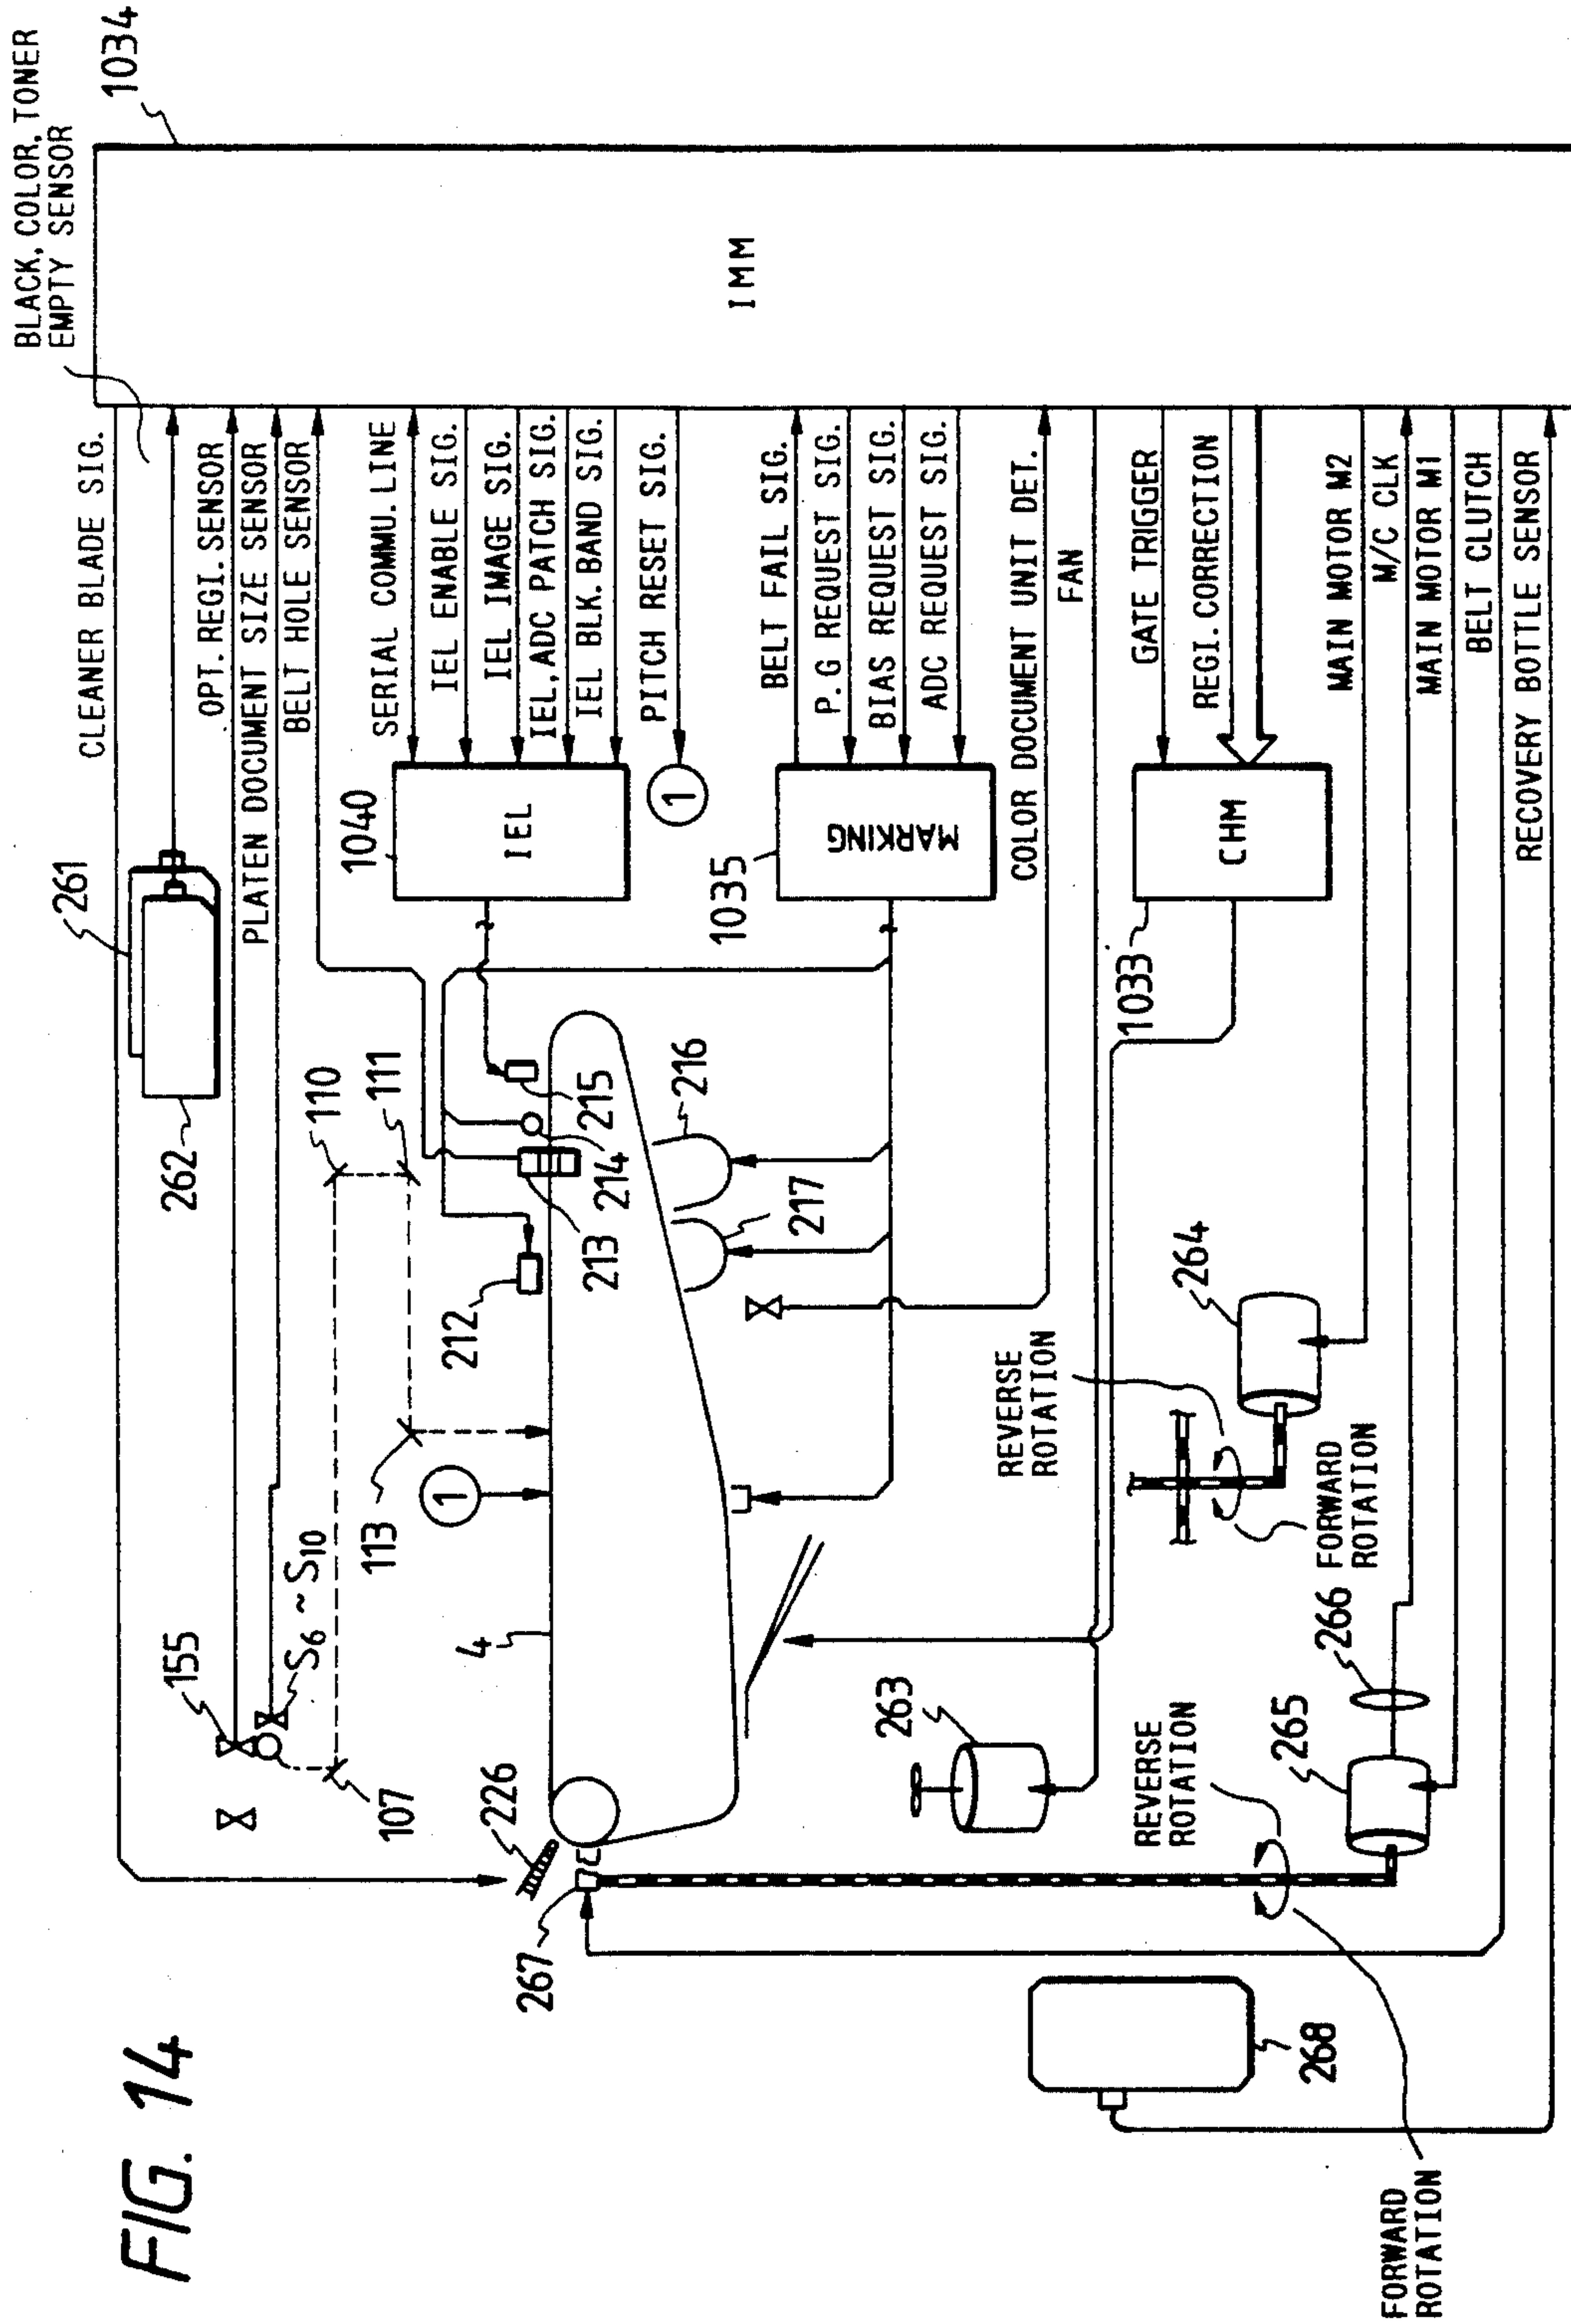 FIG. 14
BLACK, COLOR, TONER
EMPTY SENSOR
1034
CLEANER BLADE SIG.
261
262
OPT. REGI. SENSOR
PLATEN DOCUMENT SIZE SENSOR
BELT HOLE SENSOR
155
S6 ~ S10
107
110
111
113
SERIAL COMMU. LINE
IEL ENABLE SIG.
IEL IMAGE SIG.
IEL, ADC PATCH SIG.
IEL BLK. BAND SIG.
PITCH RESET SIG.
1040
IEL
1
IMM
226
267
4
1
212
213
214
215
216
217
BELT FAIL SIG.
P.G REQUEST SIG.
BIAS REQUEST SIG.
ADC REQUEST SIG.
1035
MARKING
COLOR DOCUMENT UNIT DET.
FAN
GATE TRIGGER
REGI. CORRECTION
1033
CHM
263
REVERSE
ROTATION
264
FORWARD
ROTATION
MAIN MOTOR M2
M/C CLK
MAIN MOTOR M1
BELT CLUTCH
RECOVERY BOTTLE SENSOR
REVERSE
ROTATION
265
266
268
FORWARD
ROTATION